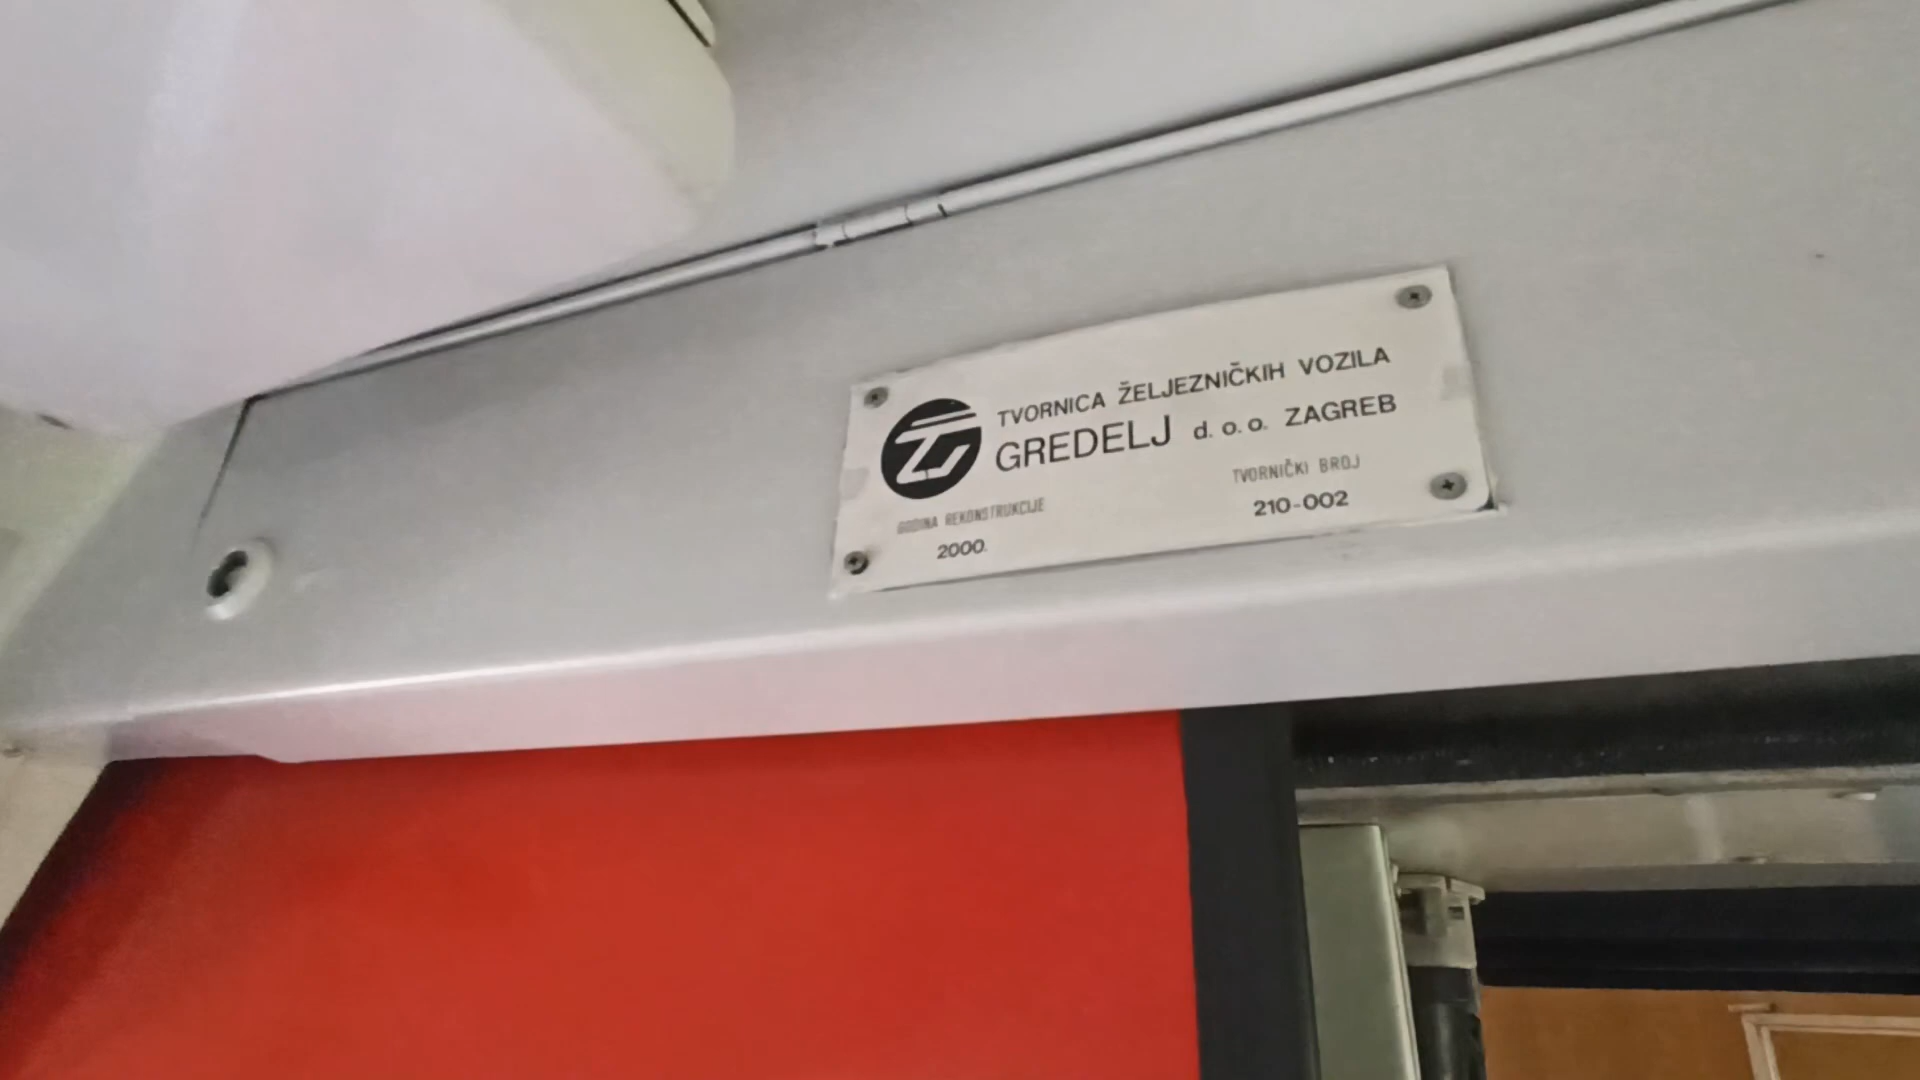 TVORNICA ŽELJEZNIČKIH VOZILA
GREDELJ d. o. o. ZAGREB
GODINA REKONSTRUKCIJE
2000.
TVORNIČKI BROJ
210-002